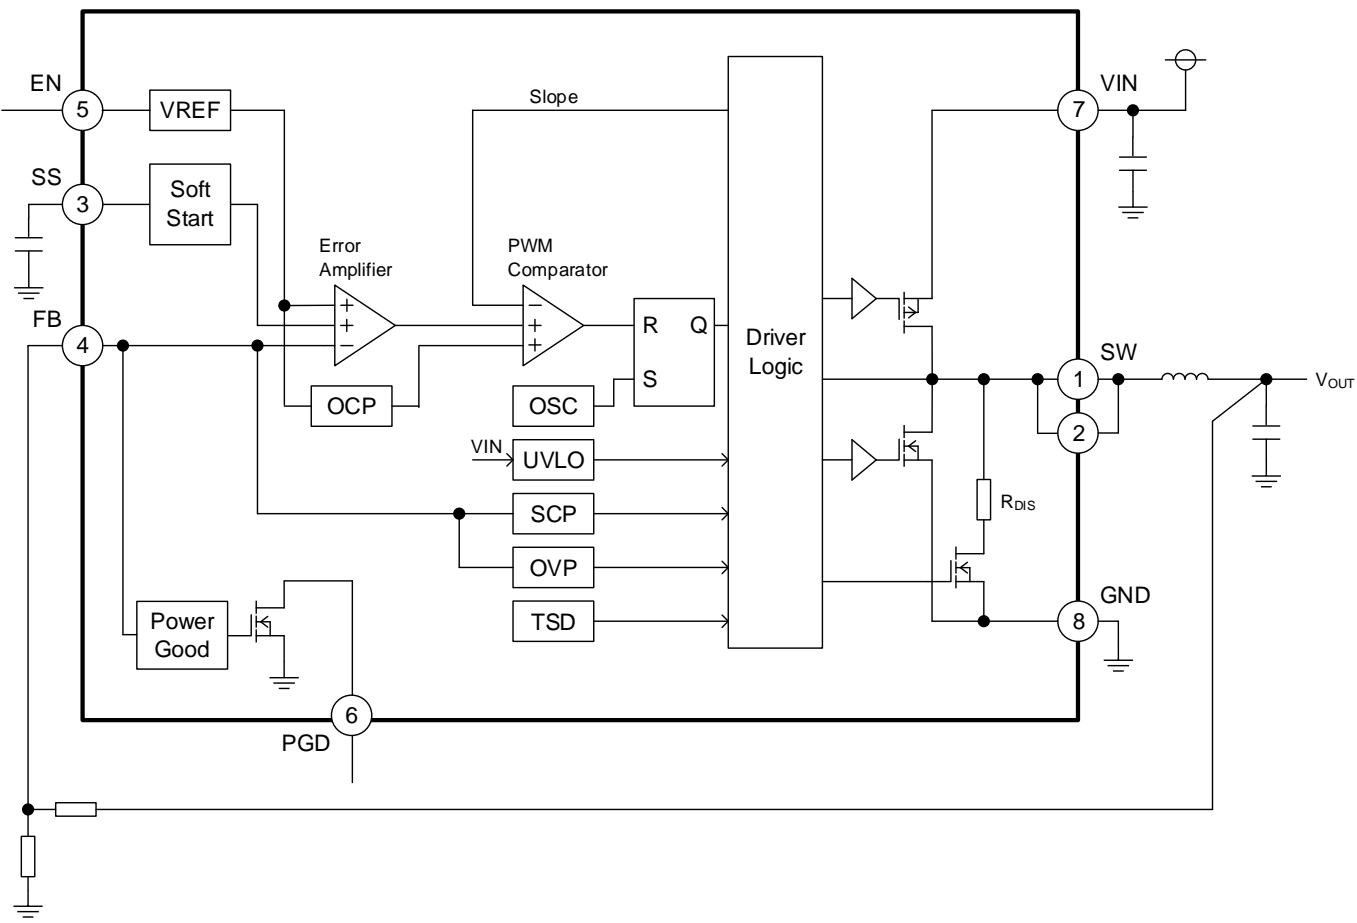 EN
5
VREF
Slope
VIN
7
SS
3
Soft
Start
Error
Amplifier
PWM
Comparator
+
+
−
−
+
+
R
Q
S
FB
4
OCP
OSC
Driver
Logic
SW
1
2
VOUT
VIN
UVLO
SCP
OVP
TSD
RDIS
GND
8
Power
Good
6
PGD